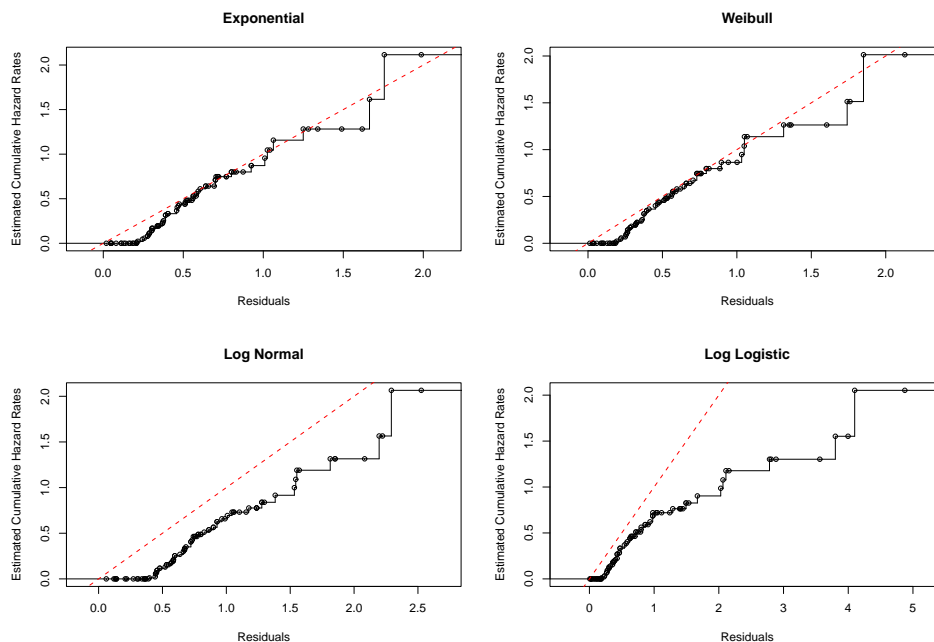 Exponential
Estimated Cumulative Hazard Rates
0.0 0.5 1.0 1.5 2.0
0.0 0.5 1.0 1.5 2.0
Residuals
Weibull
Estimated Cumulative Hazard Rates
0.0 0.5 1.0 1.5 2.0
0.0 0.5 1.0 1.5 2.0
Residuals
Log Normal
Estimated Cumulative Hazard Rates
0.0 0.5 1.0 1.5 2.0
0.0 0.5 1.0 1.5 2.0 2.5
Residuals
Log Logistic
Estimated Cumulative Hazard Rates
0.0 0.5 1.0 1.5 2.0
0 1 2 3 4 5
Residuals